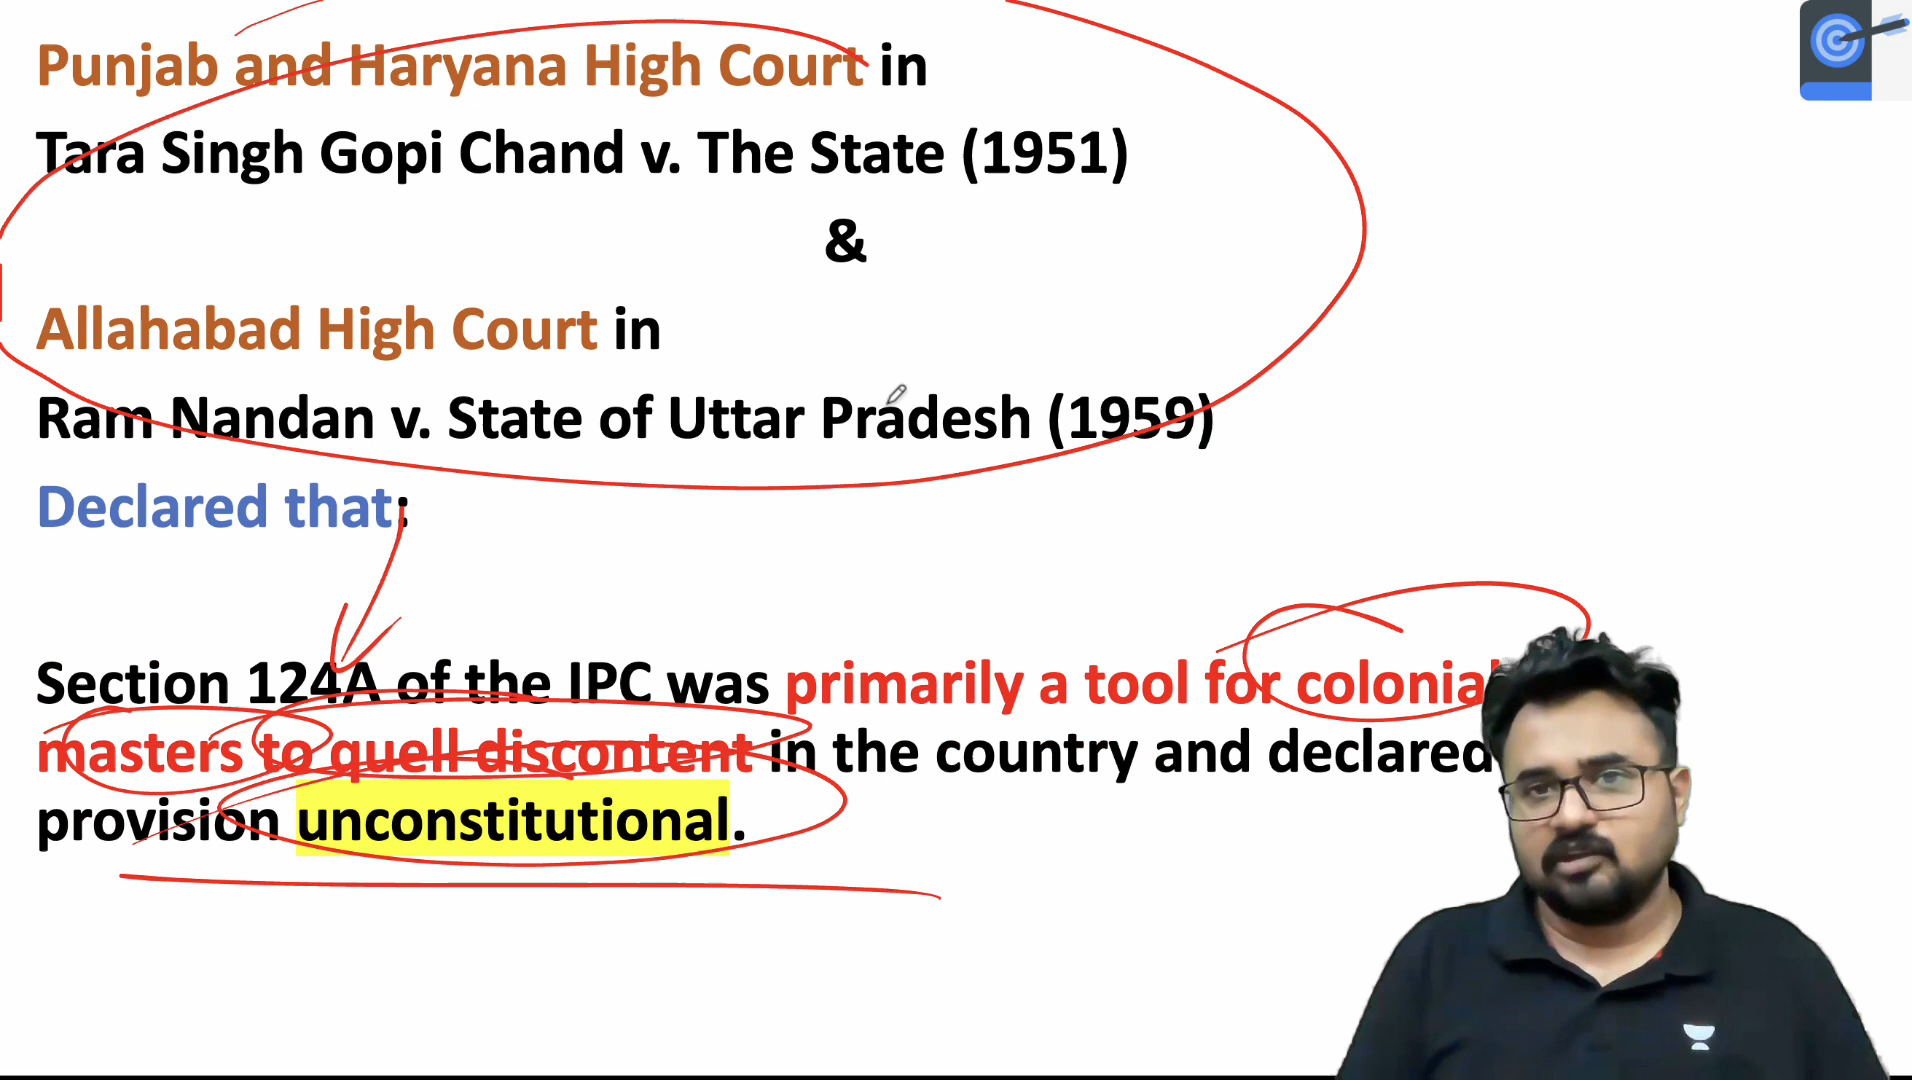 Punjab and Haryana High Court in
Tara Singh Gopi Chand v. The State (1951)
&
Allahabad High Court in
Ram Nandan v. State of Uttar Pradesh (1959)
Declared that:
Section 124A of the IPC was primarily a tool for colonial
masters to quell discontent in the country and declared
provision unconstitutional.